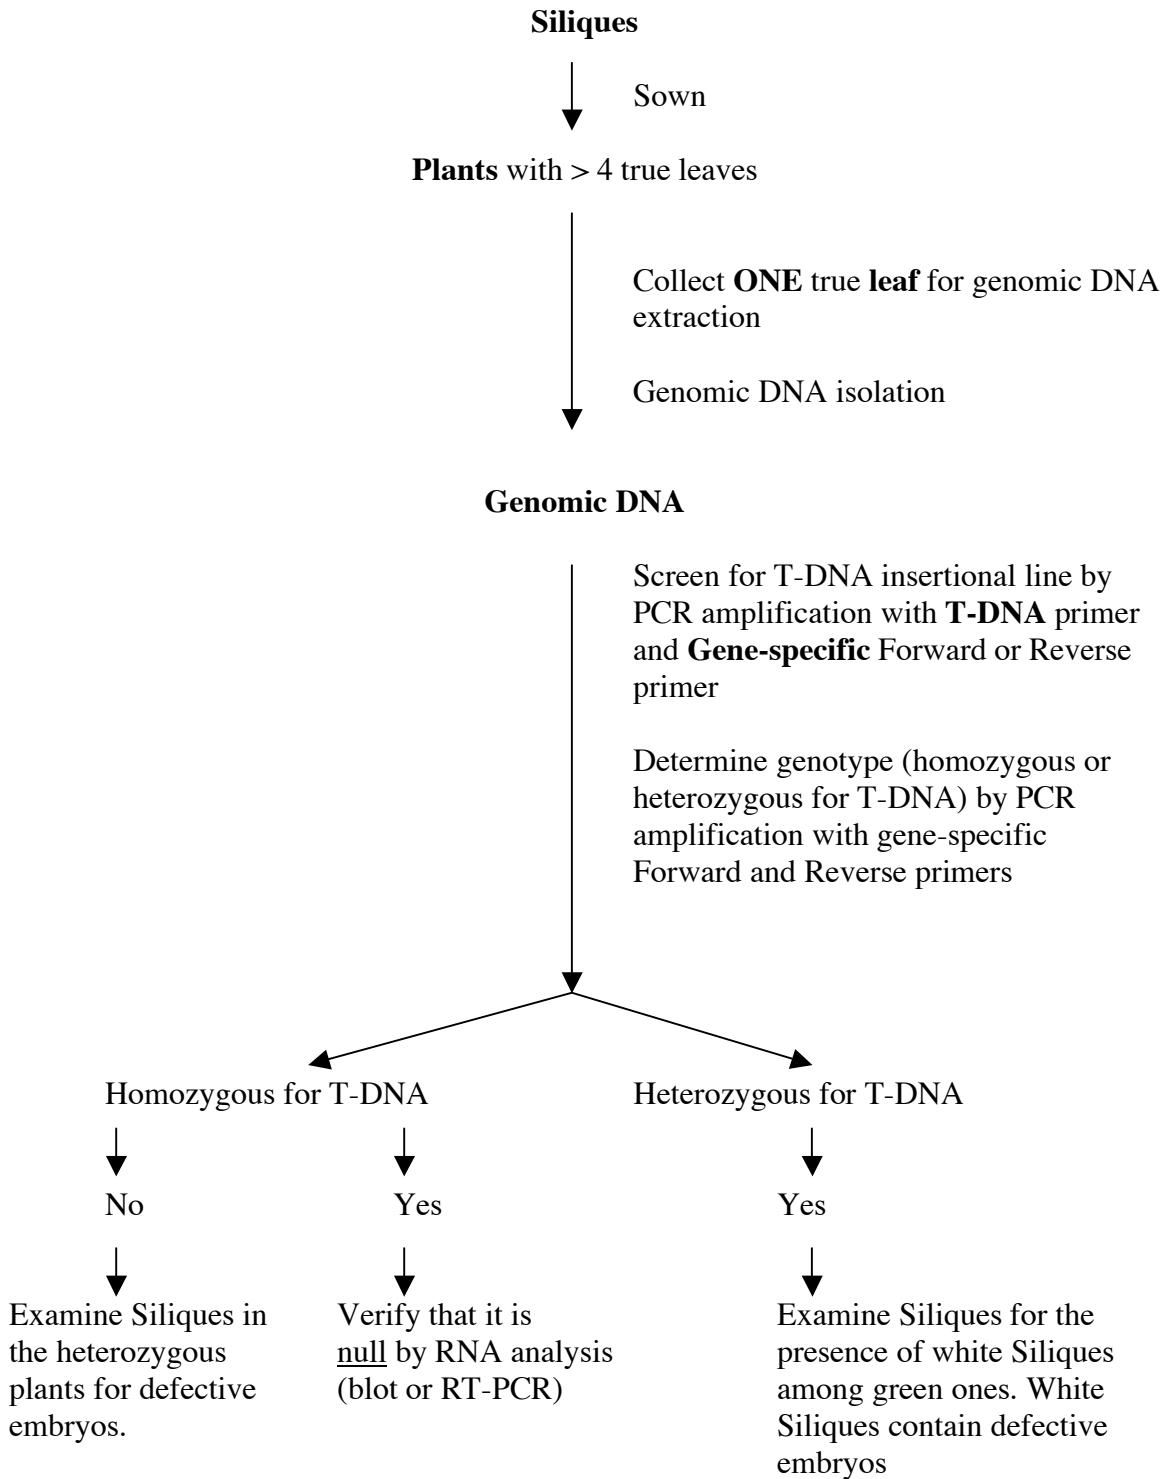 Siliques
Sown
Plants with > 4 true leaves
Collect ONE true leaf for genomic DNA
extraction
Genomic DNA isolation
Genomic DNA
Screen for T-DNA insertional line by
PCR amplification with T-DNA primer
and Gene-specific Forward or Reverse
primer
Determine genotype (homozygous or
heterozygous for T-DNA) by PCR
amplification with gene-specific
Forward and Reverse primers
Homozygous for T-DNA
Heterozygous for T-DNA
No
Yes
Yes
Examine Siliques in
the heterozygous
plants for defective
embryos.
Verify that it is
null by RNA analysis
(blot or RT-PCR)
Examine Siliques for the
presence of white Siliques
among green ones. White
Siliques contain defective
embryos